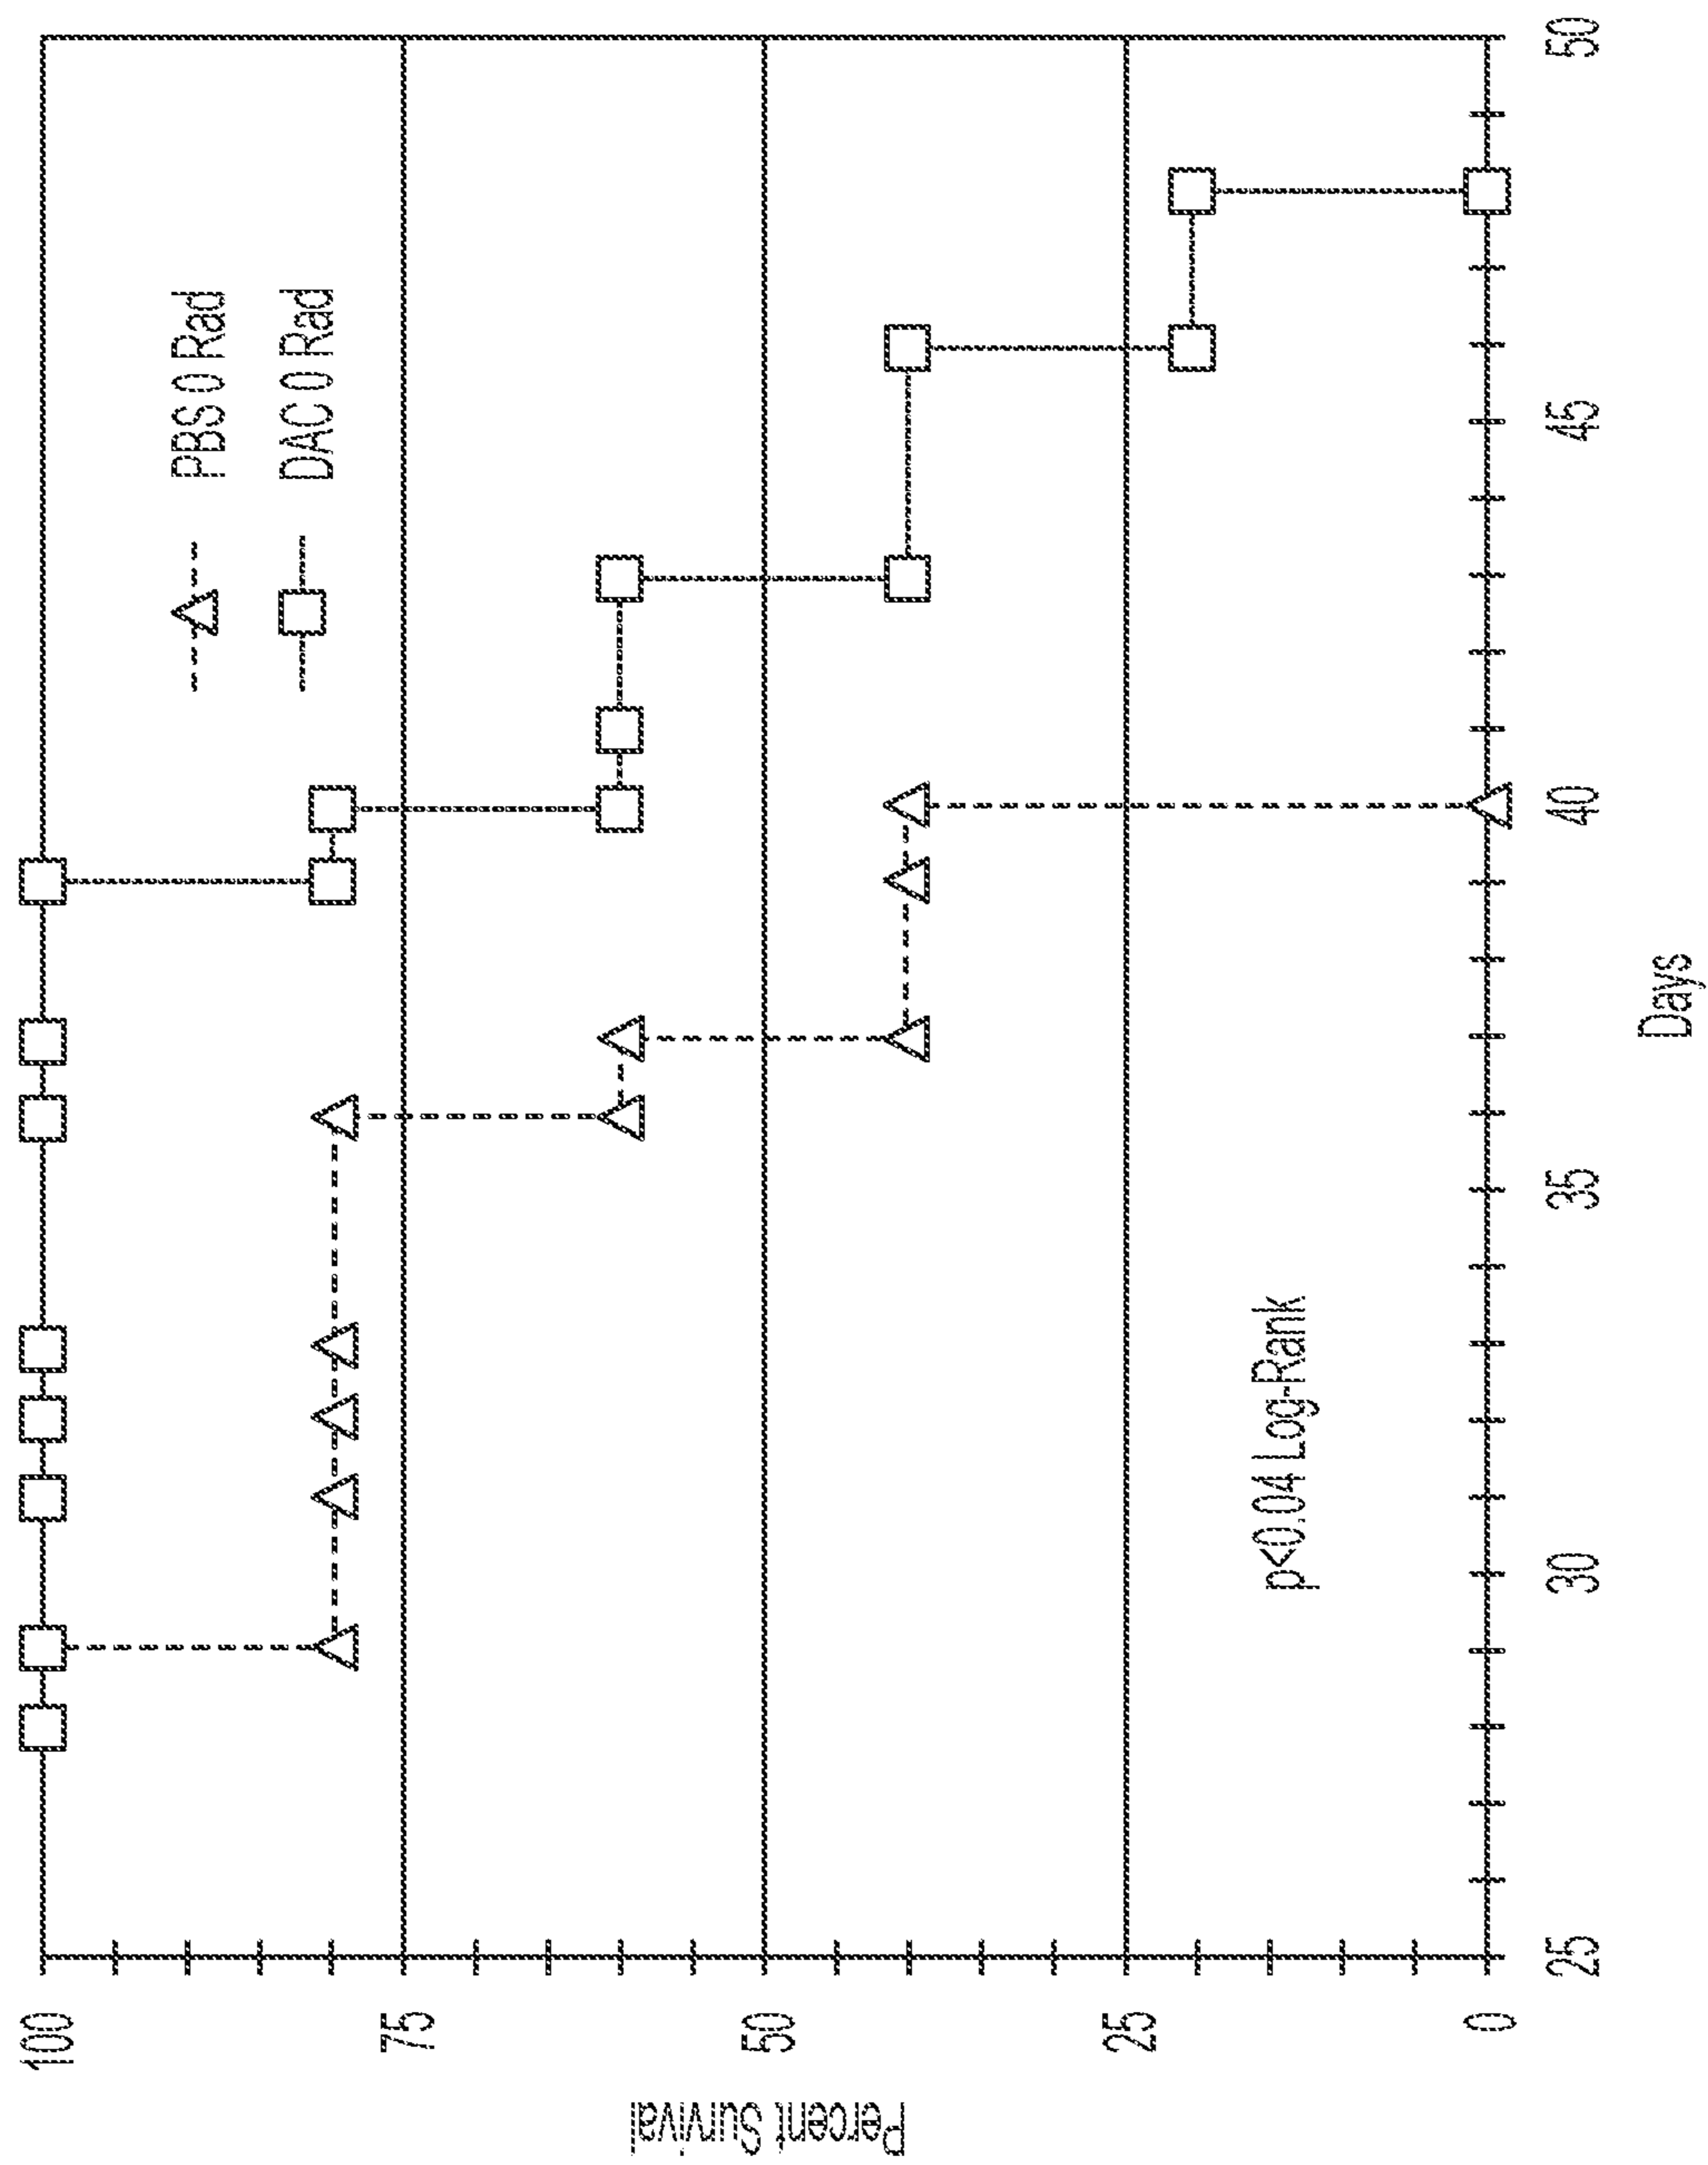 Percent Survival
100
75
50
25
0
PBS 0 Rad
DAC 0 Rad
p<0.04 Log-Rank
25
30
35
40
45
50
Days